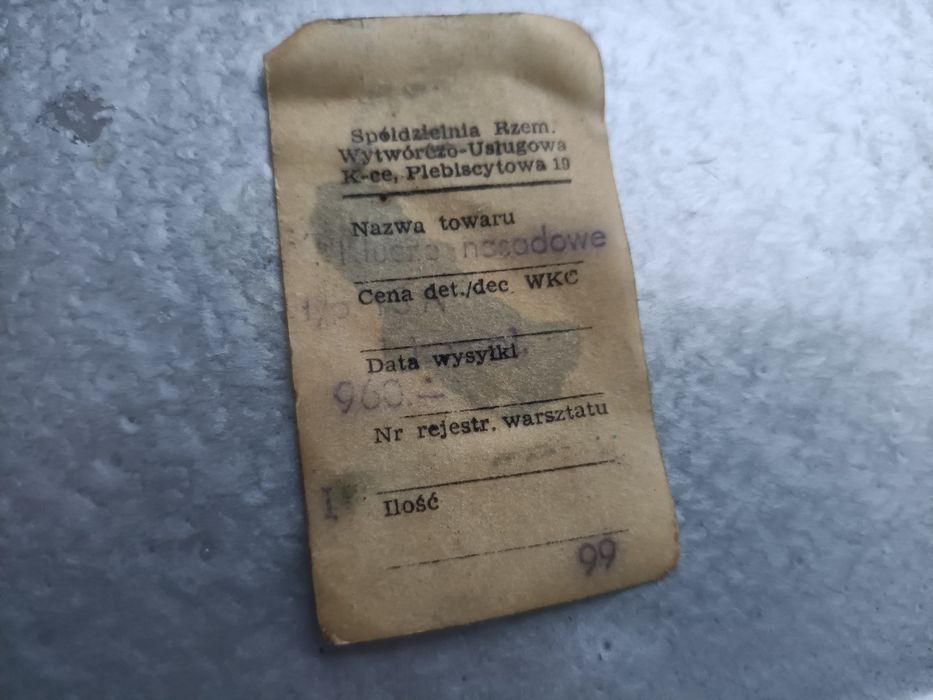 Spółdzielnia Rzem.
Wytwórczo-Usługowa
K-ce, Plebiscytowa 19
Nazwa towaru
Klucze nasadowe
Cena det./dec. WKC
Data wysyłki
960.-
Nr rejestr. warsztatu
I
Ilość
99